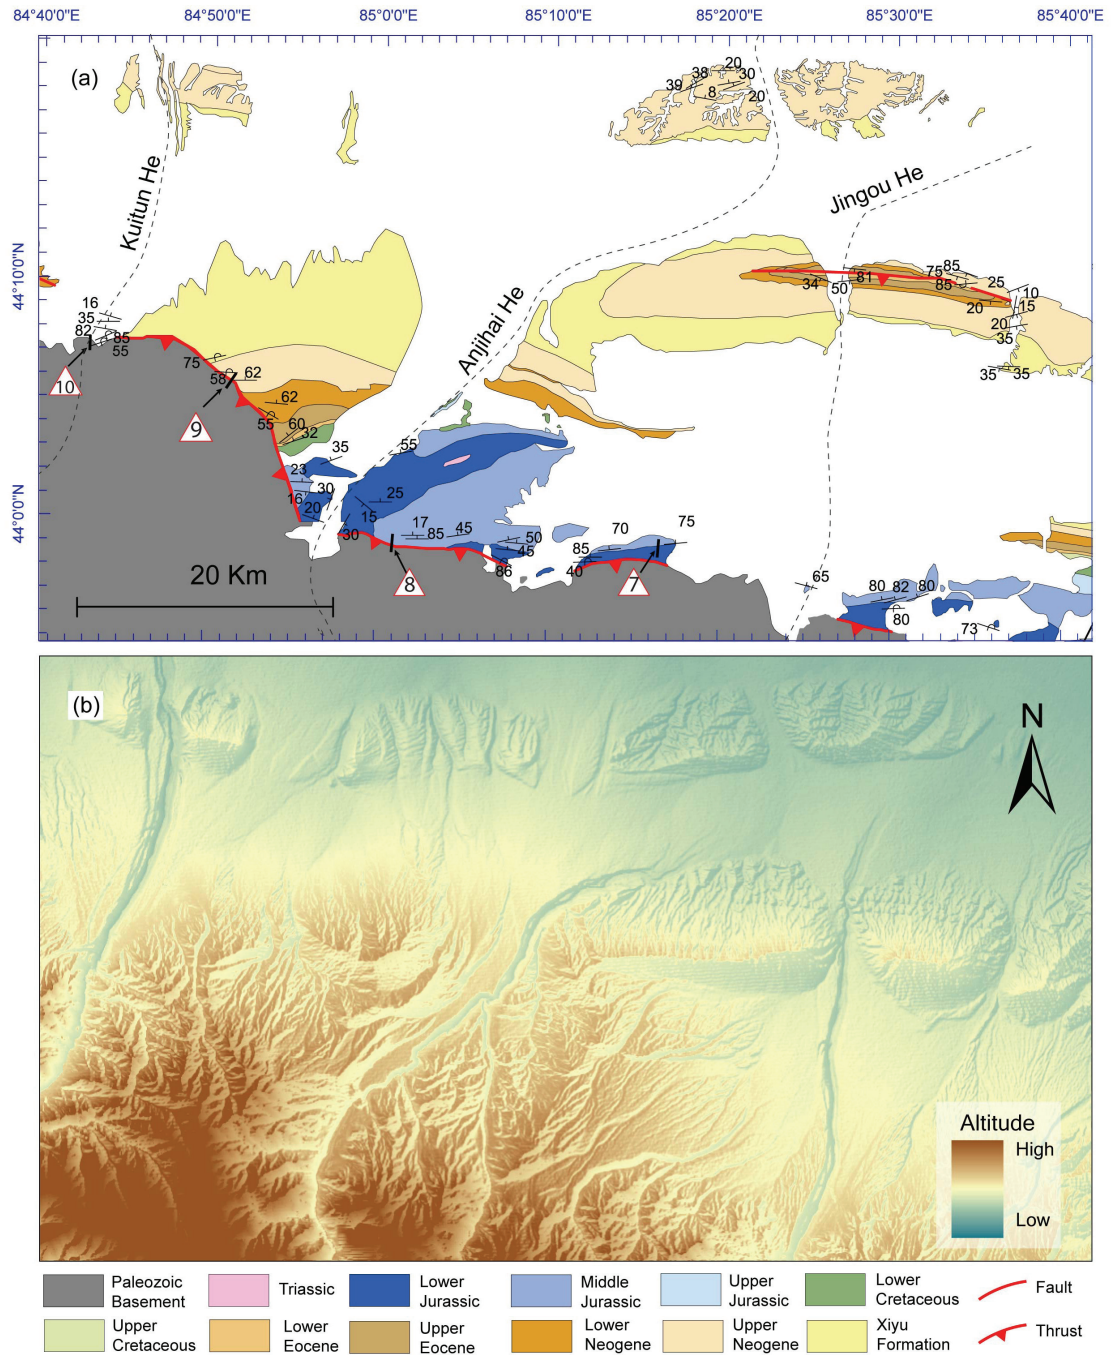 84°40'0"E 84°50'0"E 85°0'0"E 85°10'0"E 85°20'0"E 85°30'0"E 85°40'0"E
(a)
20
38 30
39 8 20
Kuitun He
Jingou He
Anjihai He
44°10'0"N
44°0'0"N
16
35
82 85
55
75
58 62
62
55 60
32
10
9
35
23
30
16
20
55
25
15
30
17
85 45
50
45
86
70
75
85
40
8
7
34
50
81
75 85
85
25
10
20 15
20
35
35 35
65
80 82 80
80
73
20 Km
(b)
N
Altitude
High
Low
Paleozoic
Basement
Triassic
Lower
Jurassic
Middle
Jurassic
Upper
Jurassic
Lower
Cretaceous
Fault
Upper
Cretaceous
Lower
Eocene
Upper
Eocene
Lower
Neogene
Upper
Neogene
Xiyu
Formation
Thrust